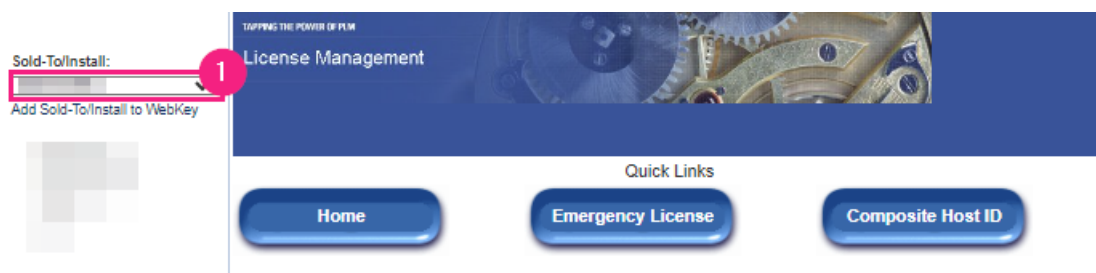 TAPPING THE POWER OF PLM
Sold-To/Install:
License Management
1
Add Sold-To/Install to WebKey
Quick Links
Home
Emergency License
Composite Host ID